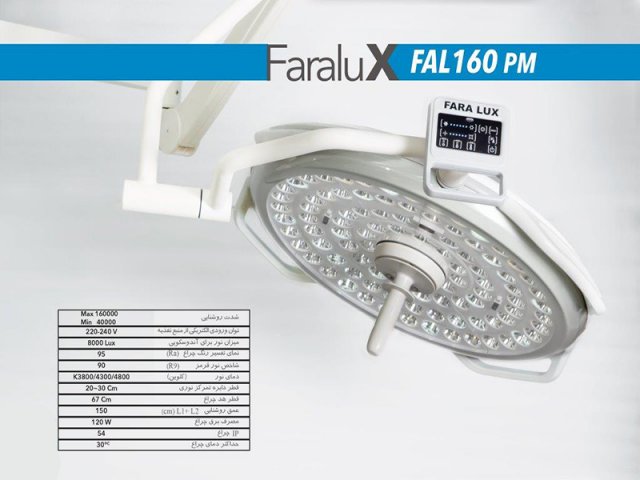 FaraluX FAL160 PM
FARA LUX
Max 160000 شدت روشنایی
Min 40000
220-240 V توان ورودی الکتریکی از منبع تغذیه
8000 Lux میزان نور برای آندوسکوپی
95 نمای تفسیر رنگ چراغ (Ra)
90 شاخص نور قرمز (R9)
K3800/4300/4800 دمای نور (کلوین)
20-30 Cm قطر دایره تمرکز نوری
67 Cm قطر هد چراغ
150 عمق روشنایی L1+ L2 (cm)
120 W مصرف برق چراغ
54 IP چراغ
30°C حداکثر دمای چراغ